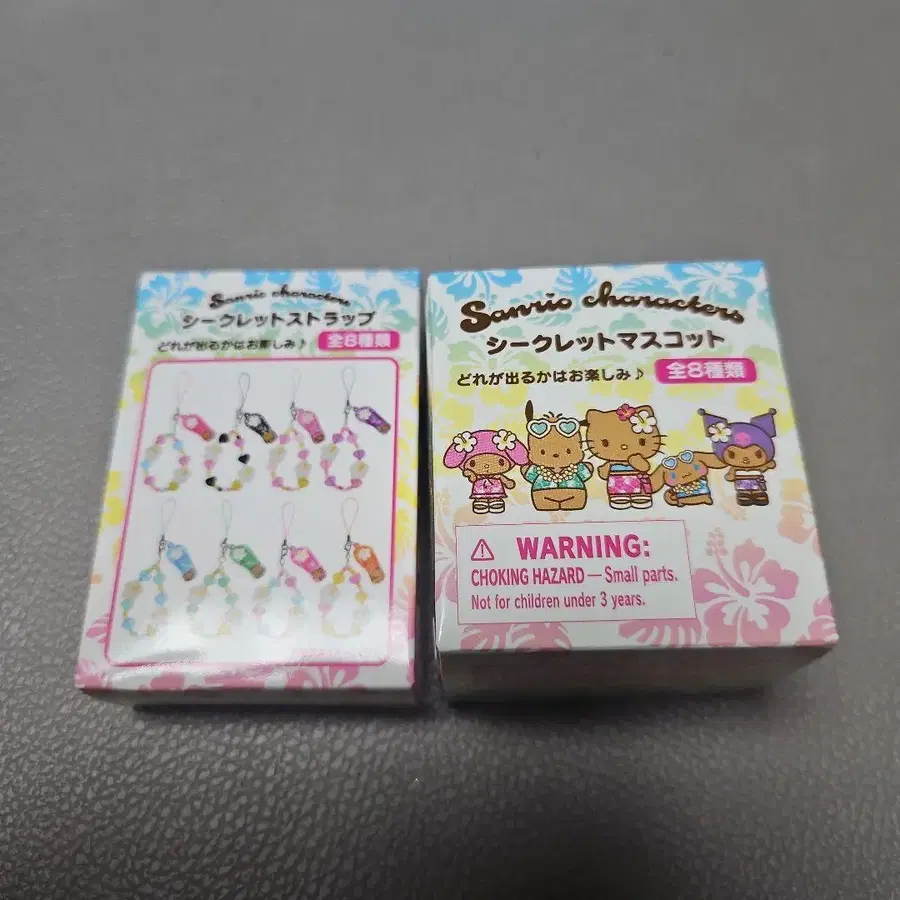 Sanrio characters
シークレットストラップ
どれが出るかはお楽しみ♪ 全8種類
Sanrio characters
シークレットマスコット
どれが出るかはお楽しみ♪ 全8種類
⚠ WARNING:
CHOKING HAZARD — Small parts.
Not for children under 3 years.